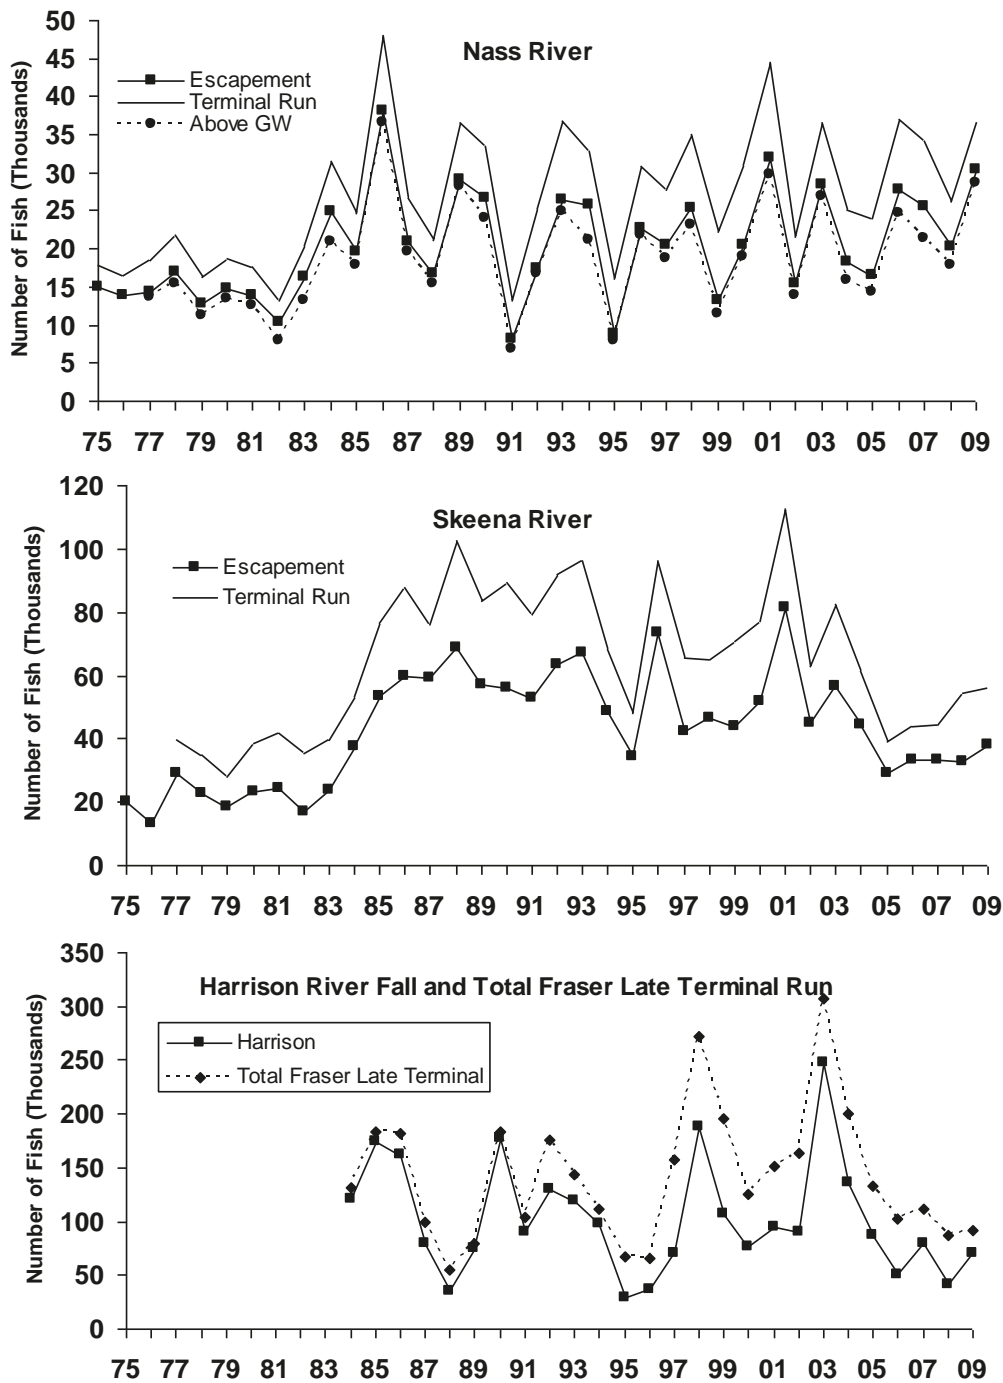 Number of Fish (Thousands)
50
45
40
35
30
25
20
15
10
5
0
Nass River
Escapement
Terminal Run
Above GW
75 77 79 81 83 85 87 89 91 93 95 97 99 01 03 05 07 09
Number of Fish (Thousands)
120
100
80
60
40
20
0
Skeena River
Escapement
Terminal Run
75 77 79 81 83 85 87 89 91 93 95 97 99 01 03 05 07 09
Number of Fish (Thousands)
350
300
250
200
150
100
50
0
Harrison River Fall and Total Fraser Late Terminal Run
Harrison
Total Fraser Late Terminal
75 77 79 81 83 85 87 89 91 93 95 97 99 01 03 05 07 09